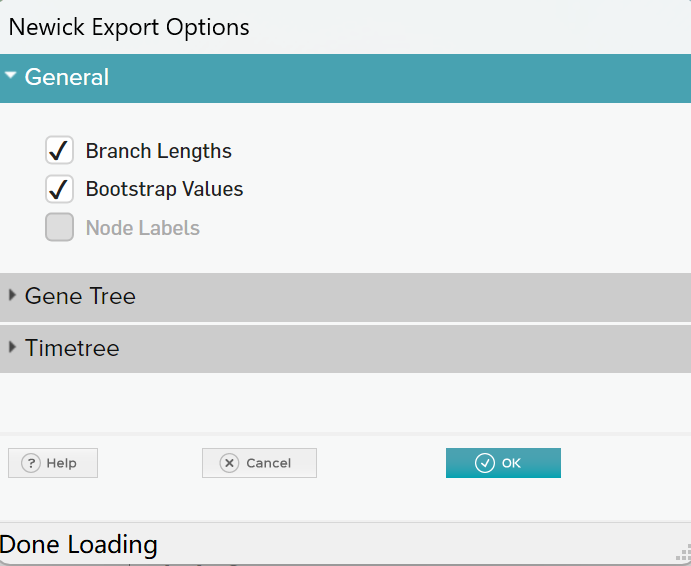 Newick Export Options
General
Branch Lengths
Bootstrap Values
Node Labels
Gene Tree
Timetree
Help Cancel OK
Done Loading